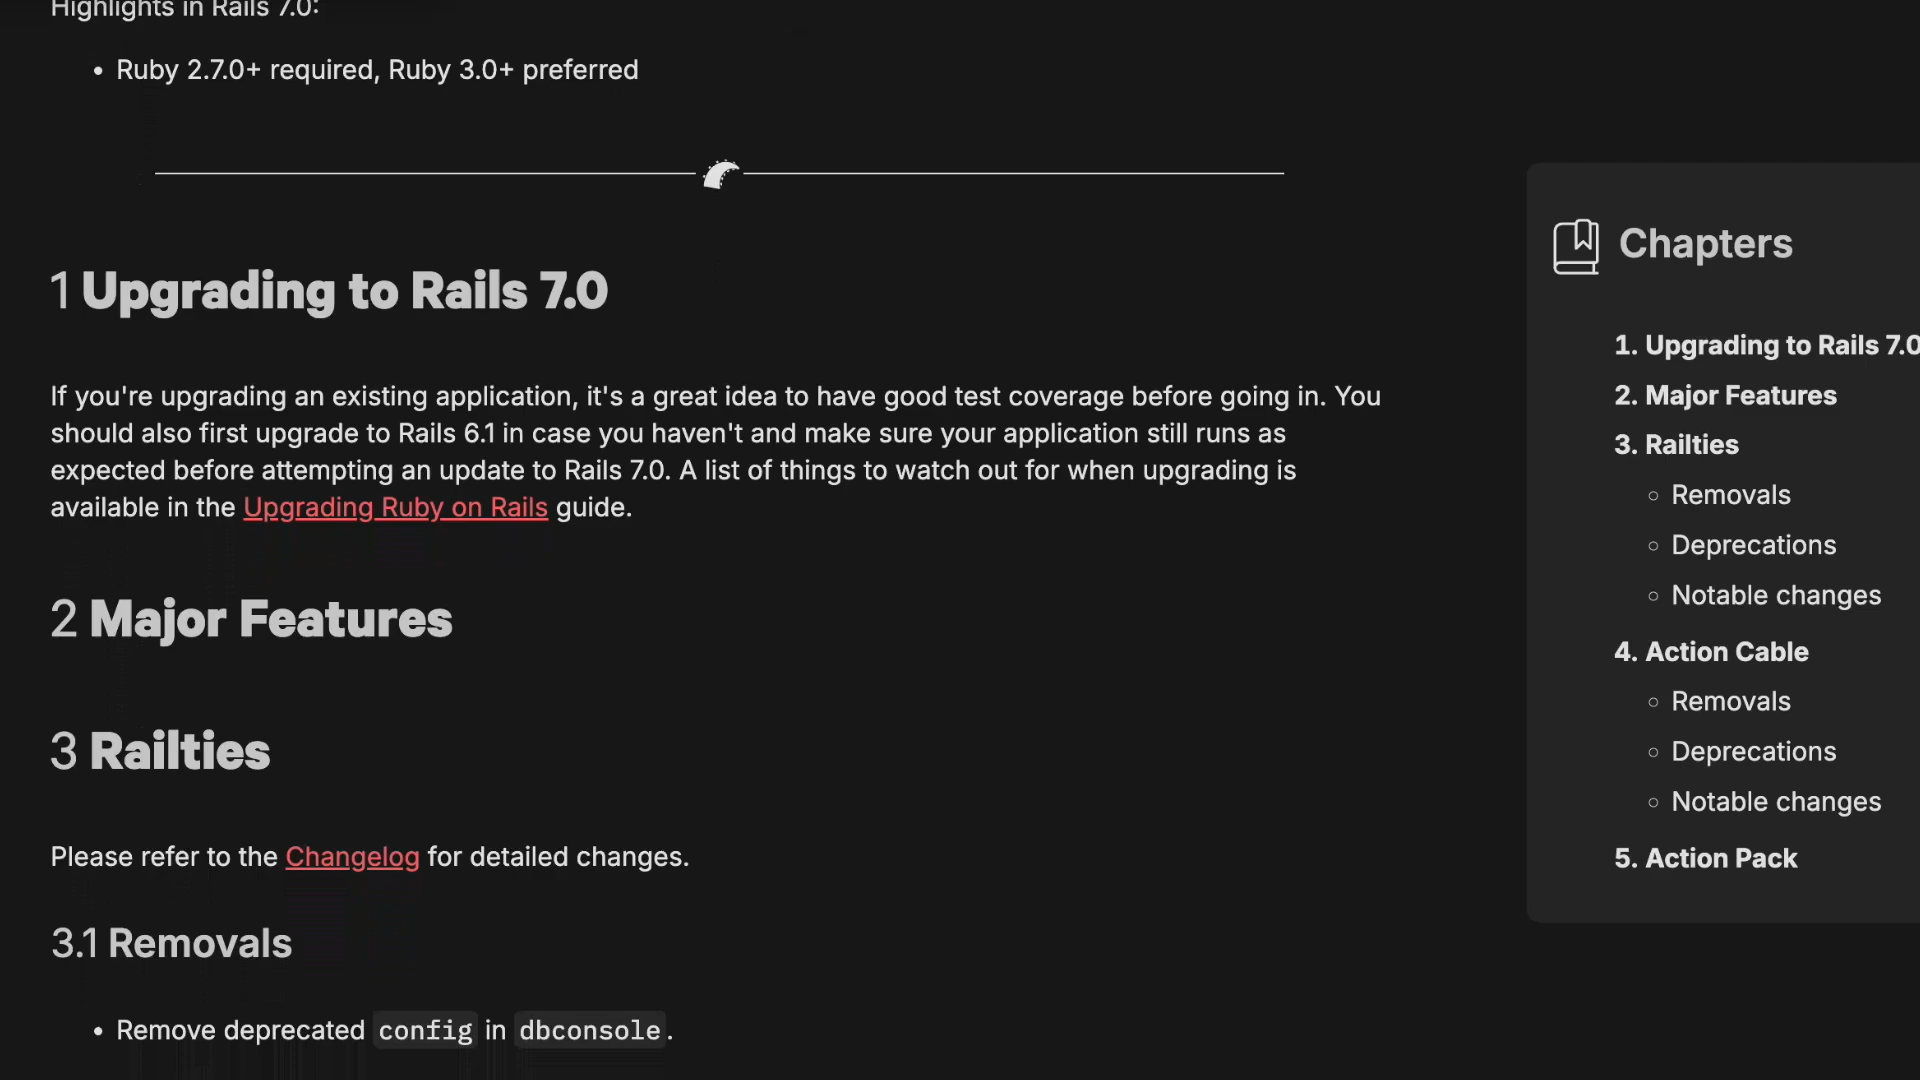 Highlights in Rails 7.0:
• Ruby 2.7.0+ required, Ruby 3.0+ preferred
1 Upgrading to Rails 7.0
If you're upgrading an existing application, it's a great idea to have good test coverage before going in. You
should also first upgrade to Rails 6.1 in case you haven't and make sure your application still runs as
expected before attempting an update to Rails 7.0. A list of things to watch out for when upgrading is
available in the Upgrading Ruby on Rails guide.
2 Major Features
3 Railties
Please refer to the Changelog for detailed changes.
3.1 Removals
• Remove deprecated config in dbconsole.
Chapters
1. Upgrading to Rails 7.0
2. Major Features
3. Railties
◦ Removals
◦ Deprecations
◦ Notable changes
4. Action Cable
◦ Removals
◦ Deprecations
◦ Notable changes
5. Action Pack